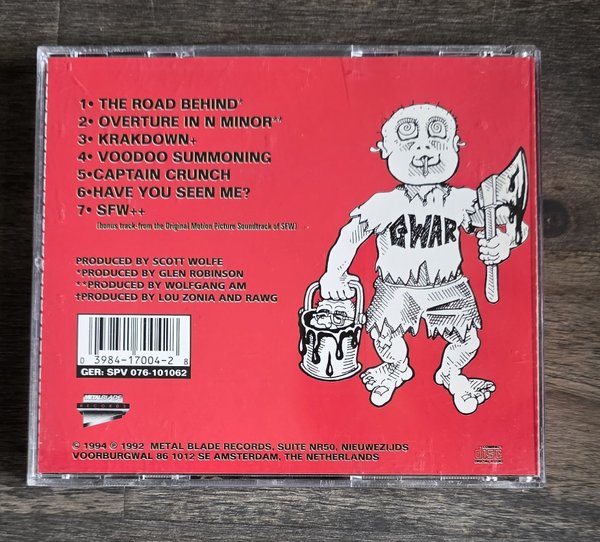 1• THE ROAD BEHIND*
2• OVERTURE IN N MINOR**
3• KRAKDOWN+
4• VOODOO SUMMONING
5•CAPTAIN CRUNCH
6•HAVE YOU SEEN ME?
7• SFW++
(bonus track-from the Original Motion Picture Soundtrack of SFW)
GWAR
PRODUCED BY SCOTT WOLFE
*PRODUCED BY GLEN ROBINSON
**PRODUCED BY WOLFGANG AM
†PRODUCED BY LOU ZONIA AND RAWG
0 3984-17004-2 8
GER: SPV 076-101062
METAL BLADE
RECORDS
© 1994 ℗ 1992 METAL BLADE RECORDS, SUITE NR50, NIEUWEZIJDS
VOORBURGWAL 86 1012 SE AMSTERDAM, THE NETHERLANDS